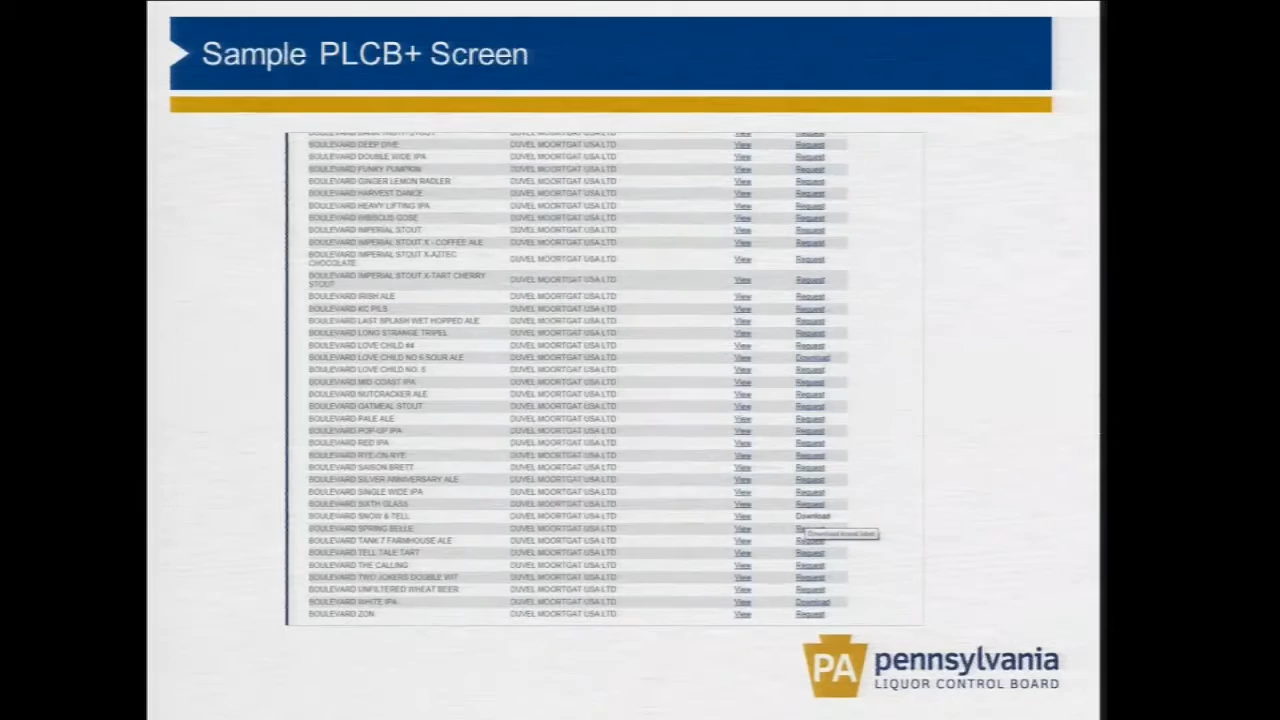 Sample PLCB+ Screen
BOULEVARD DEEP DIVE DUVEL MOORTGAT USA LTD View Request
BOULEVARD DOUBLE WIDE IPA DUVEL MOORTGAT USA LTD View Request
BOULEVARD FUNKY PUMPKIN DUVEL MOORTGAT USA LTD View Request
BOULEVARD GINGER LEMON RADLER DUVEL MOORTGAT USA LTD View Request
BOULEVARD HARVEST DANCE DUVEL MOORTGAT USA LTD View Request
BOULEVARD HEAVY LIFTING IPA DUVEL MOORTGAT USA LTD View Request
BOULEVARD HIBISCUS GOSE DUVEL MOORTGAT USA LTD View Request
BOULEVARD IMPERIAL STOUT DUVEL MOORTGAT USA LTD View Request
BOULEVARD IMPERIAL STOUT X - COFFEE ALE DUVEL MOORTGAT USA LTD View Request
BOULEVARD IMPERIAL STOUT X-AZTEC
CHOCOLATE DUVEL MOORTGAT USA LTD View Request
BOULEVARD IMPERIAL STOUT X-TART CHERRY
STOUT DUVEL MOORTGAT USA LTD View Request
BOULEVARD IRISH ALE DUVEL MOORTGAT USA LTD View Request
BOULEVARD KC PILS DUVEL MOORTGAT USA LTD View Request
BOULEVARD LAST SPLASH WET HOPPED ALE DUVEL MOORTGAT USA LTD View Request
BOULEVARD LONG STRANGE TRIPEL DUVEL MOORTGAT USA LTD View Request
BOULEVARD LOVE CHILD #4 DUVEL MOORTGAT USA LTD View Request
BOULEVARD LOVE CHILD NO 6 SOUR ALE DUVEL MOORTGAT USA LTD View Download
BOULEVARD LOVE CHILD NO. DUVEL MOORTGAT USA LTD View Request
BOULEVARD MID-COAST IPA DUVEL MOORTGAT USA LTD View Request
BOULEVARD NUTCRACKER ALE DUVEL MOORTGAT USA LTD View Request
BOULEVARD OATMEAL STOUT DUVEL MOORTGAT USA LTD View Request
BOULEVARD PALE ALE DUVEL MOORTGAT USA LTD View Request
BOULEVARD POP-UP IPA DUVEL MOORTGAT USA LTD View Request
BOULEVARD RED IPA DUVEL MOORTGAT USA LTD View Request
BOULEVARD RYE-ON-RYE DUVEL MOORTGAT USA LTD View Request
BOULEVARD SAISON BRETT DUVEL MOORTGAT USA LTD View Request
BOULEVARD SILVER ANNIVERSARY ALE DUVEL MOORTGAT USA LTD View Request
BOULEVARD SINGLE WIDE IPA DUVEL MOORTGAT USA LTD View Request
BOULEVARD SIXTH GLASS DUVEL MOORTGAT USA LTD View Request
BOULEVARD SNOW & TELL DUVEL MOORTGAT USA LTD View Download
BOULEVARD SPRING BELLE DUVEL MOORTGAT USA LTD View
Download brand label
BOULEVARD TANK 7 FARMHOUSE ALE DUVEL MOORTGAT USA LTD View Request
BOULEVARD TELL TALE TART DUVEL MOORTGAT USA LTD View Request
BOULEVARD THE CALLING DUVEL MOORTGAT USA LTD View Request
BOULEVARD TWO JOKERS DOUBLE WIT DUVEL MOORTGAT USA LTD View Request
BOULEVARD UNFILTERED WHEAT BEER DUVEL MOORTGAT USA LTD View Request
BOULEVARD WHITE IPA DUVEL MOORTGAT USA LTD View Download
BOULEVARD ZON DUVEL MOORTGAT USA LTD View Request
PA pennsylvania
LIQUOR CONTROL BOARD